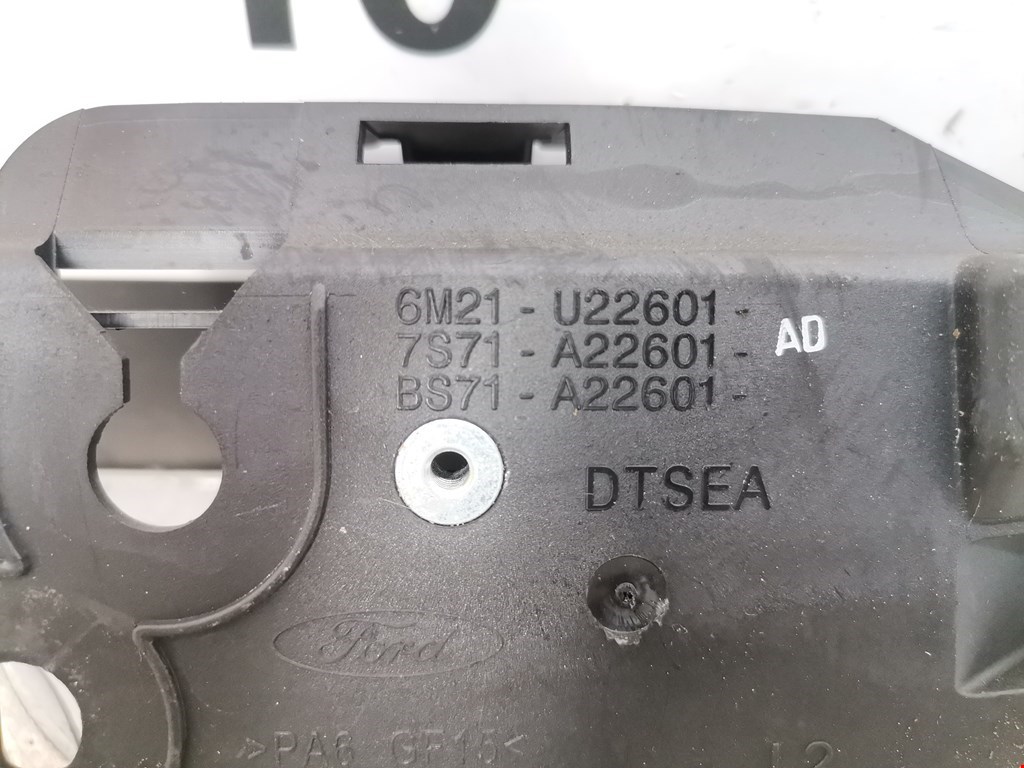 6M21 - U22601 -
7S71 - A22601 - AD
BS71 - A22601 -
DTSEA
Ford
>PA6 GF15<